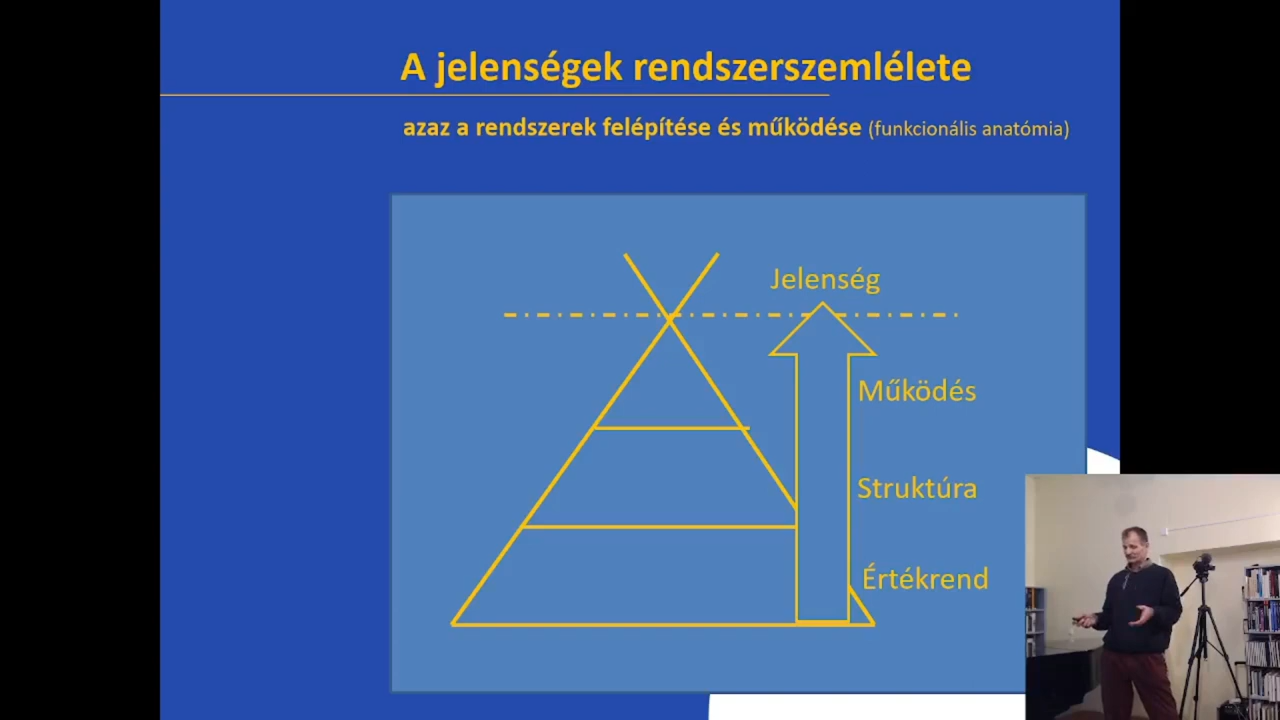 A jelenségek rendszerszemlélete
azaz a rendszerek felépítése és működése (funkcionális anatómia)
Jelenség
Működés
Struktúra
Értékrend